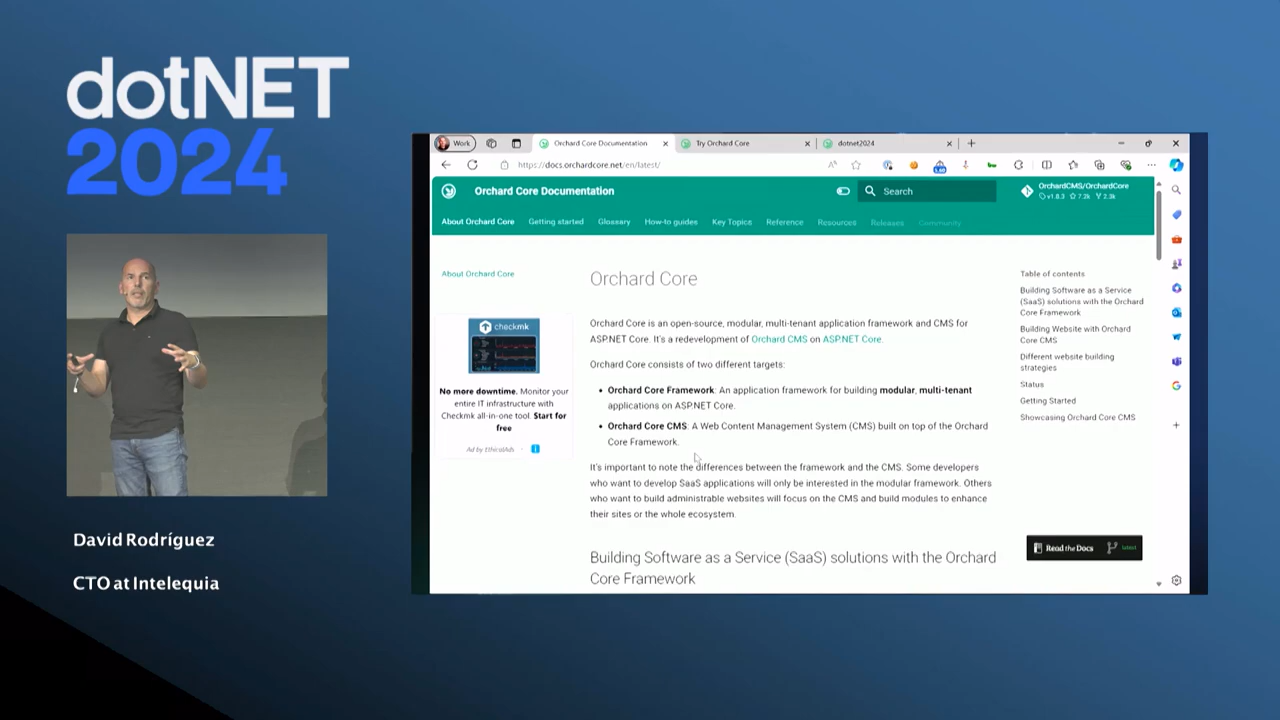 dotNET
2024
David Rodríguez
CTO at Intelequia
Work
Orchard Core Documentation
Try Orchard Core
dotnet2024
https://docs.orchardcore.net/en/latest/
Orchard Core Documentation
Search
OrchardCMS/OrchardCore
v1.8.3 7.2k 2.3k
About Orchard Core
Getting started
Glossary
How-to guides
Key Topics
Reference
Resources
Releases
Community
About Orchard Core
checkmk
No more downtime. Monitor your
entire IT infrastructure with
Checkmk all-in-one tool. Start for
free
Ad by EthicalAds
Orchard Core
Orchard Core is an open-source, modular, multi-tenant application framework and CMS for
ASP.NET Core. It's a redevelopment of Orchard CMS on ASP.NET Core.
Orchard Core consists of two different targets:
• Orchard Core Framework: An application framework for building modular, multi-tenant
applications on ASP.NET Core.
• Orchard Core CMS: A Web Content Management System (CMS) built on top of the Orchard
Core Framework.
It's important to note the differences between the framework and the CMS. Some developers
who want to develop SaaS applications will only be interested in the modular framework. Others
who want to build administrable websites will focus on the CMS and build modules to enhance
their sites or the whole ecosystem.
Building Software as a Service (SaaS) solutions with the Orchard
Core Framework
Table of contents
Building Software as a Service
(SaaS) solutions with the Orchard
Core Framework
Building Website with Orchard
Core CMS
Different website building
strategies
Status
Getting Started
Showcasing Orchard Core CMS
Read the Docs
latest